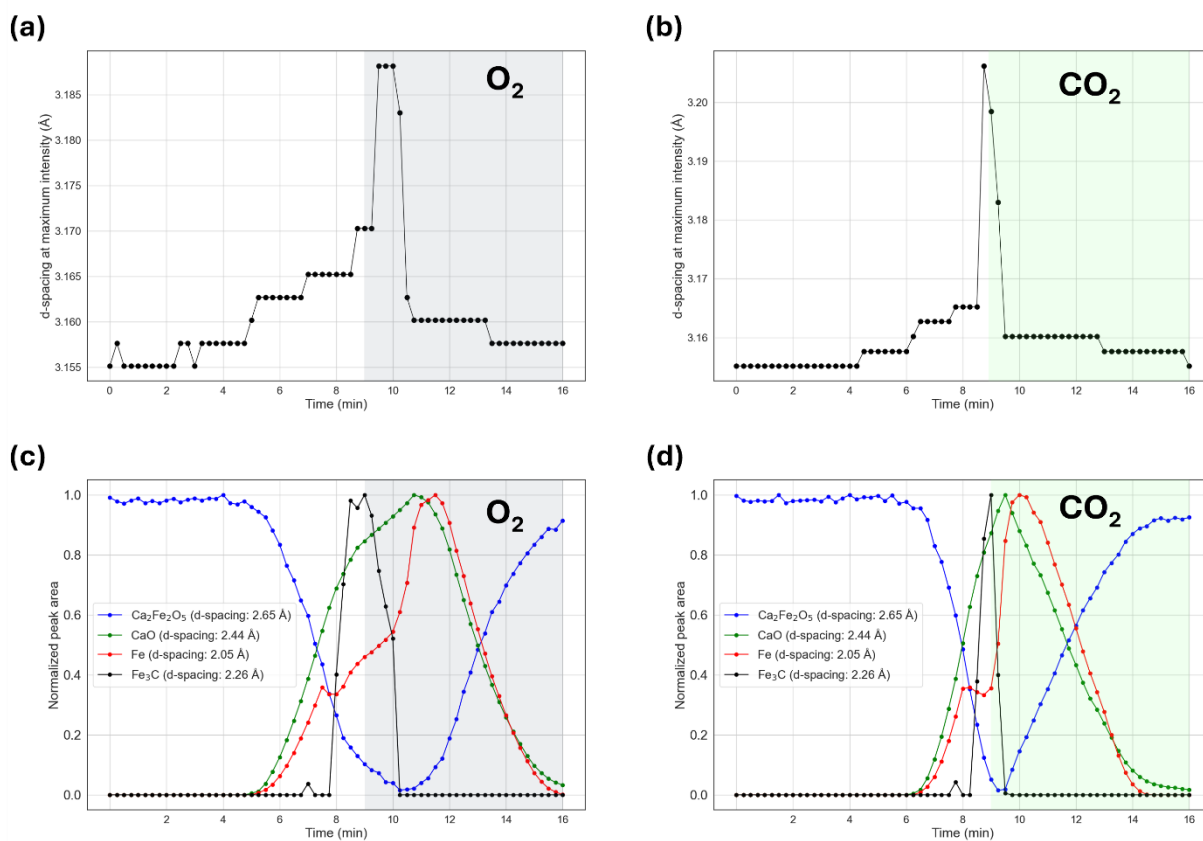 (a)
O₂
d-spacing at maximum intensity (Å)
3.185
3.180
3.175
3.170
3.165
3.160
3.155
0 2 4 6 8 10 12 14 16
Time (min)
(b)
CO₂
d-spacing at maximum intensity (Å)
3.20
3.19
3.18
3.17
3.16
0 2 4 6 8 10 12 14 16
Time (min)
(c)
O₂
Normalized peak area
1.0
0.8
0.6
0.4
0.2
0.0
Ca₂Fe₂O₅ (d-spacing: 2.65 Å)
CaO (d-spacing: 2.44 Å)
Fe (d-spacing: 2.05 Å)
Fe₃C (d-spacing: 2.26 Å)
2 4 6 8 10 12 14 16
Time (min)
(d)
CO₂
Normalized peak area
1.0
0.8
0.6
0.4
0.2
0.0
Ca₂Fe₂O₅ (d-spacing: 2.65 Å)
CaO (d-spacing: 2.44 Å)
Fe (d-spacing: 2.05 Å)
Fe₃C (d-spacing: 2.26 Å)
2 4 6 8 10 12 14 16
Time (min)